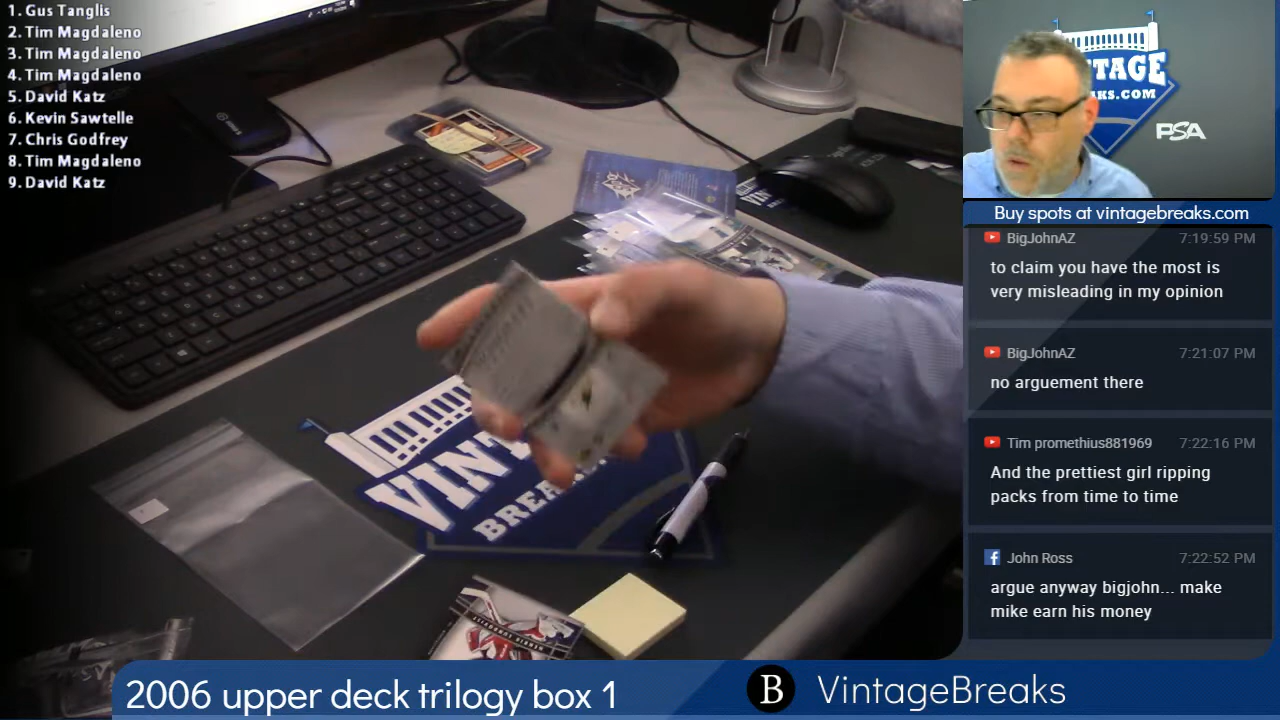 1. Gus Tanglis
2. Tim Magdaleno
3. Tim Magdaleno
4. Tim Magdaleno
5. David Katz
6. Kevin Sawtelle
7. Chris Godfrey
8. Tim Magdaleno
9. David Katz
PSA
Buy spots at vintagebreaks.com
BigJohnAZ 7:19:59 PM
to claim you have the most is
very misleading in my opinion
BigJohnAZ 7:21:07 PM
no arguement there
Tim promethius881969 7:22:16 PM
And the prettiest girl ripping
packs from time to time
John Ross 7:22:52 PM
argue anyway bigjohn... make
mike earn his money
VINT
BREA
2006 upper deck trilogy box 1
B VintageBreaks